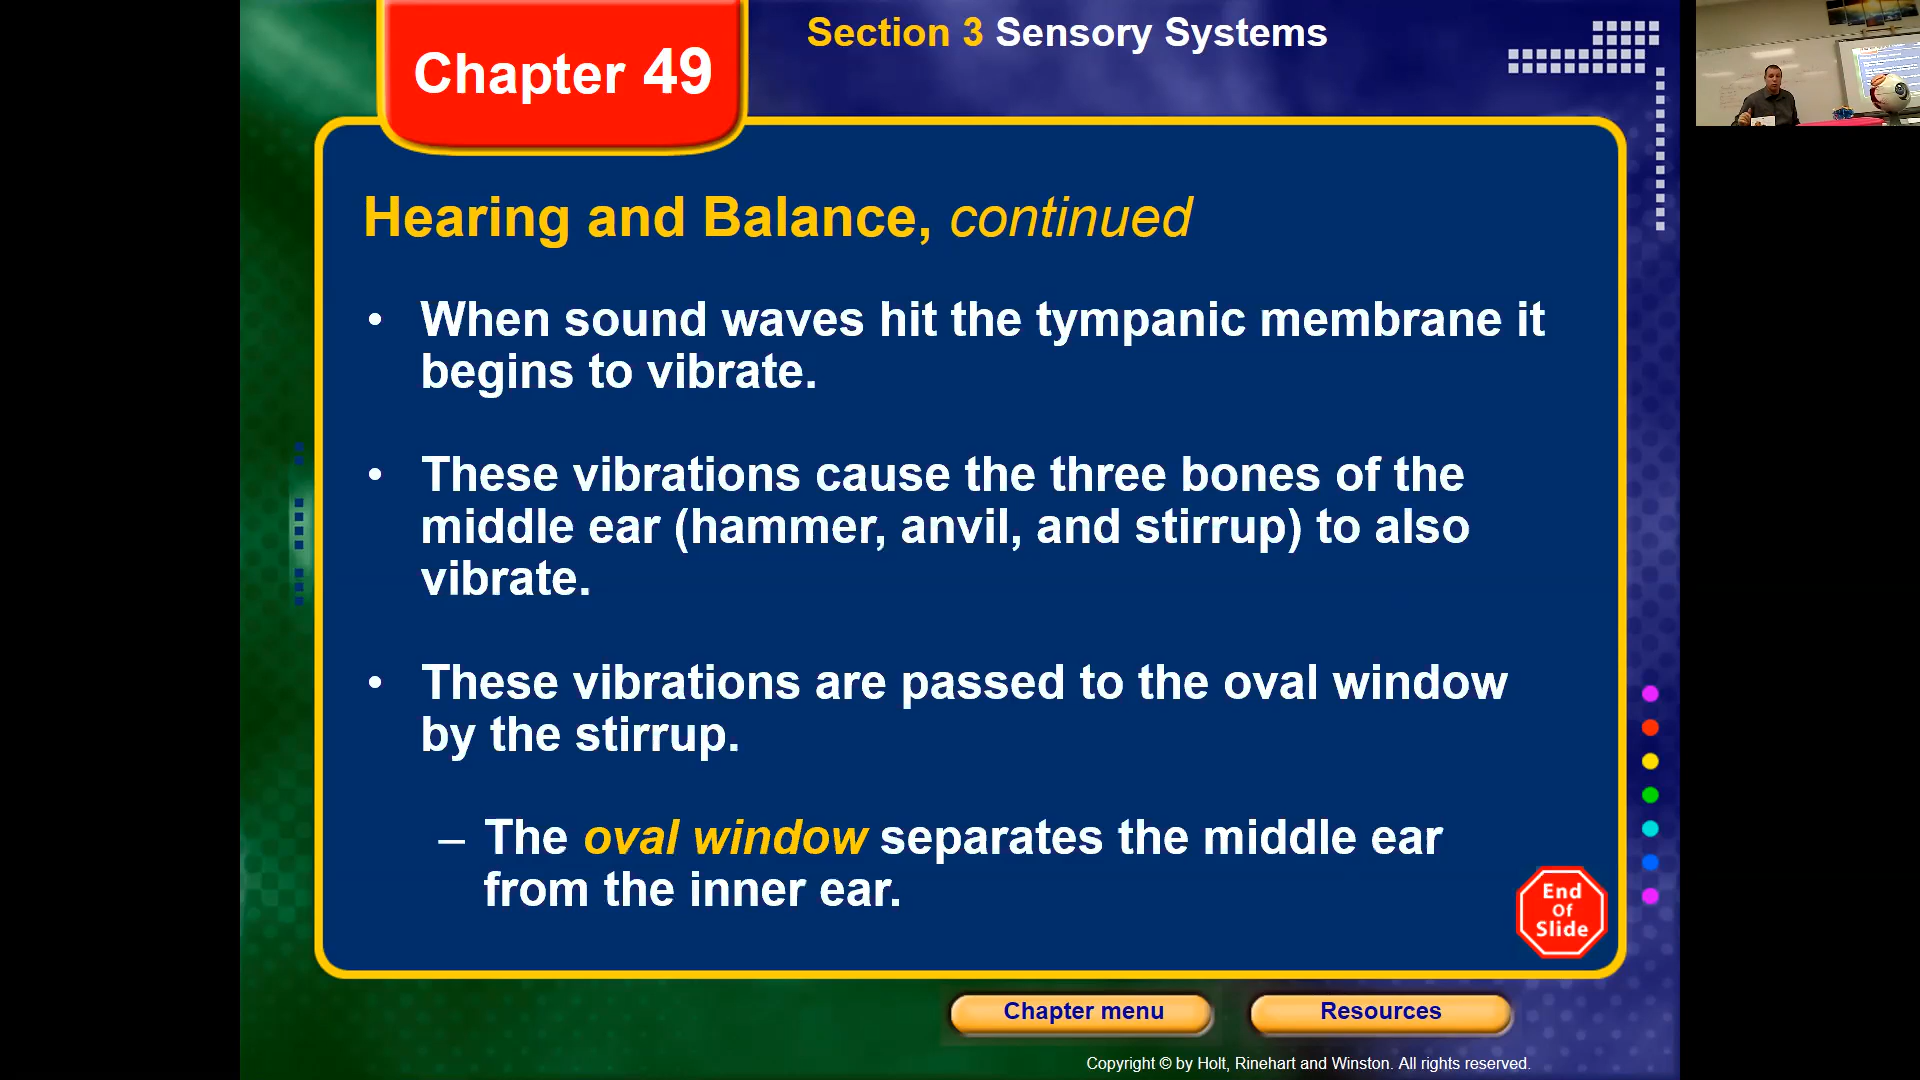 Section 3 Sensory Systems
Chapter 49
Hearing and Balance, continued
• When sound waves hit the tympanic membrane it
begins to vibrate.
• These vibrations cause the three bones of the
middle ear (hammer, anvil, and stirrup) to also
vibrate.
• These vibrations are passed to the oval window
by the stirrup.
– The oval window separates the middle ear
from the inner ear.
End
Of
Slide
Chapter menu
Resources
Copyright © by Holt, Rinehart and Winston. All rights reserved.